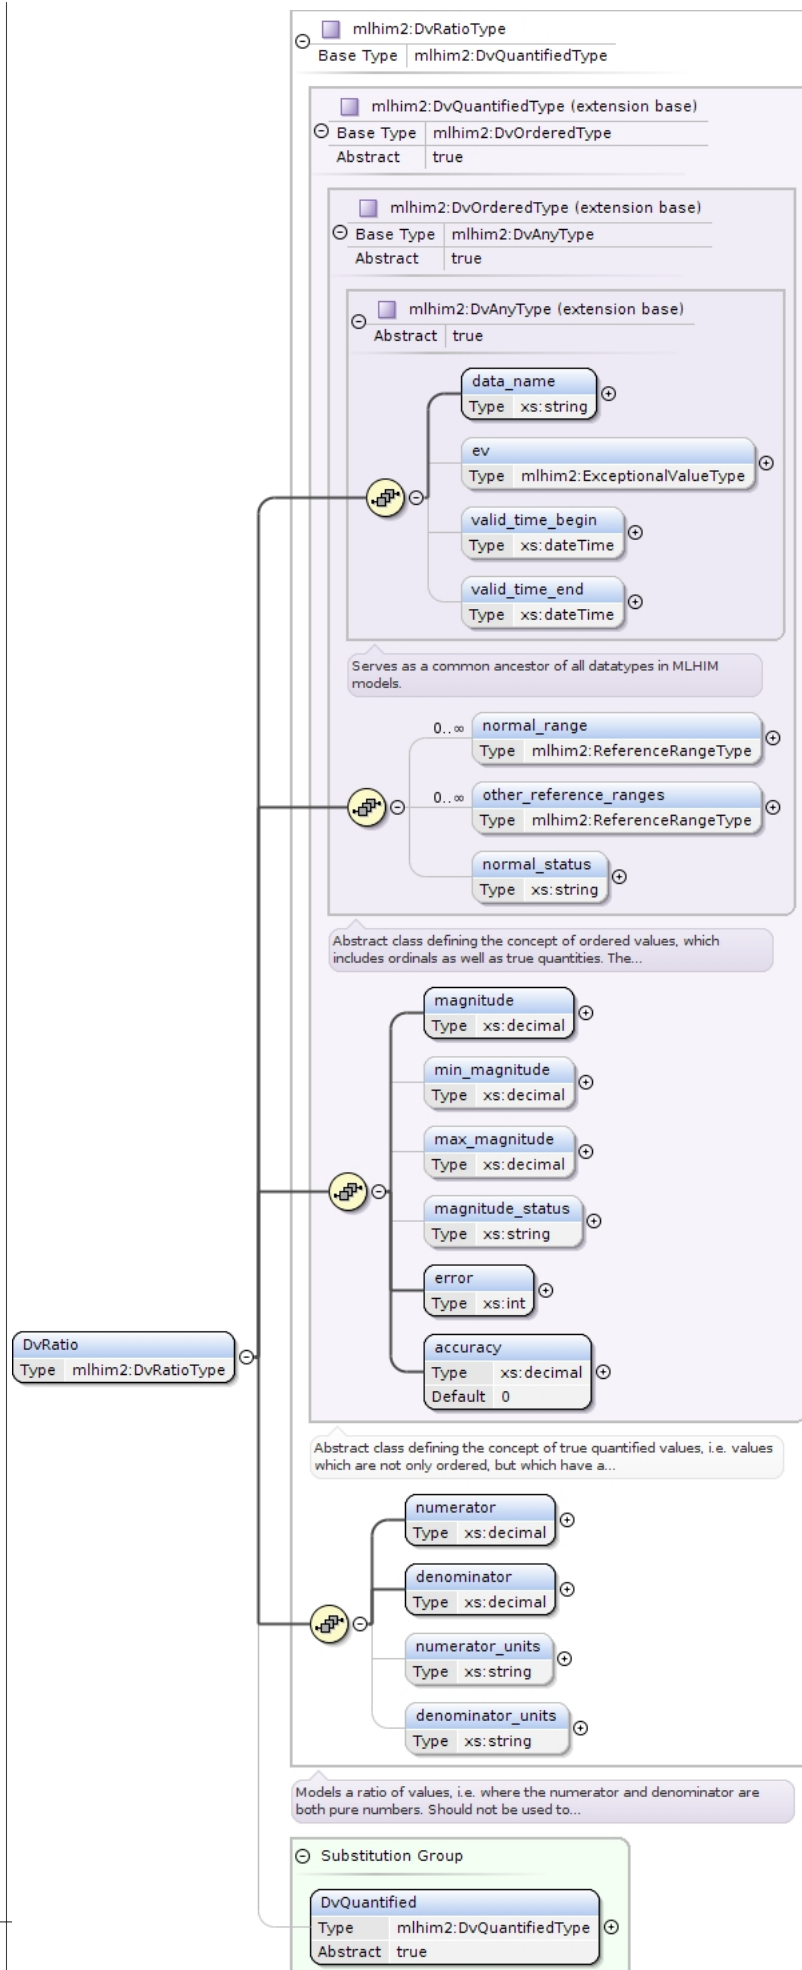 mlhim2:DvRatioType
Base Type mlhim2:DvQuantifiedType
mlhim2:DvQuantifiedType (extension base)
Base Type mlhim2:DvOrderedType
Abstract true
mlhim2:DvOrderedType (extension base)
Base Type mlhim2:DvAnyType
Abstract true
mlhim2:DvAnyType (extension base)
Abstract true
data_name
Type xs:string
ev
Type mlhim2:ExceptionalValueType
valid_time_begin
Type xs:dateTime
valid_time_end
Type xs:dateTime
Serves as a common ancestor of all datatypes in MLHIM
models.
0..∞ normal_range
Type mlhim2:ReferenceRangeType
0..∞ other_reference_ranges
Type mlhim2:ReferenceRangeType
normal_status
Type xs:string
Abstract class defining the concept of ordered values, which
includes ordinals as well as true quantities. The...
magnitude
Type xs:decimal
min_magnitude
Type xs:decimal
max_magnitude
Type xs:decimal
magnitude_status
Type xs:string
error
Type xs:int
DvRatio
Type mlhim2:DvRatioType
accuracy
Type xs:decimal
Default 0
Abstract class defining the concept of true quantified values, i.e. values
which are not only ordered, but which have a...
numerator
Type xs:decimal
denominator
Type xs:decimal
numerator_units
Type xs:string
denominator_units
Type xs:string
Models a ratio of values, i.e. where the numerator and denominator are
both pure numbers. Should not be used to...
Substitution Group
DvQuantified
Type mlhim2:DvQuantifiedType
Abstract true